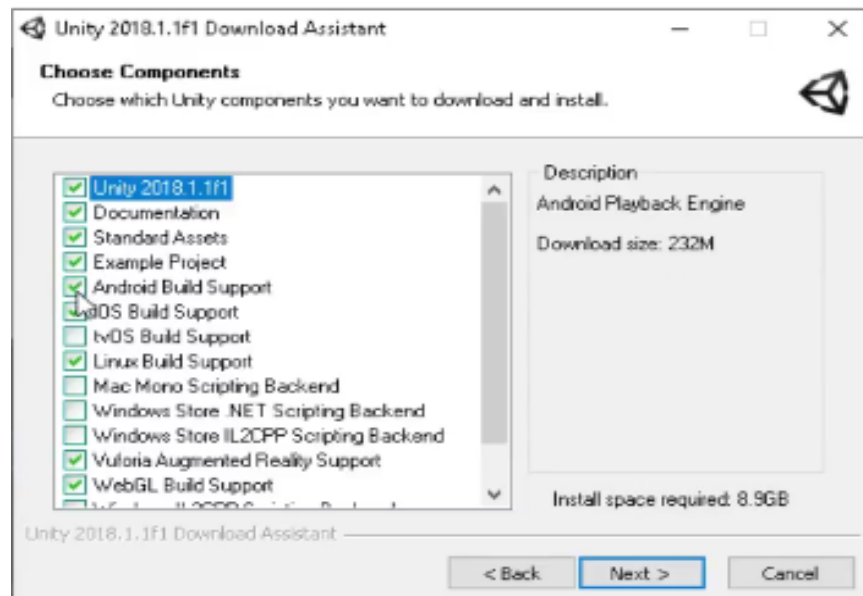 Unity 2018.1.1f1 Download Assistant
Choose Components
Choose which Unity components you want to download and install.
Unity 2018.1.1f1
Documentation
Standard Assets
Example Project
Android Build Support
iOS Build Support
tvOS Build Support
Linux Build Support
Mac Mono Scripting Backend
Windows Store .NET Scripting Backend
Windows Store IL2CPP Scripting Backend
Vuforia Augmented Reality Support
WebGL Build Support
Description
Android Playback Engine
Download size: 232M
Install space required: 8.9GB
Unity 2018.1.1f1 Download Assistant
< Back
Next >
Cancel